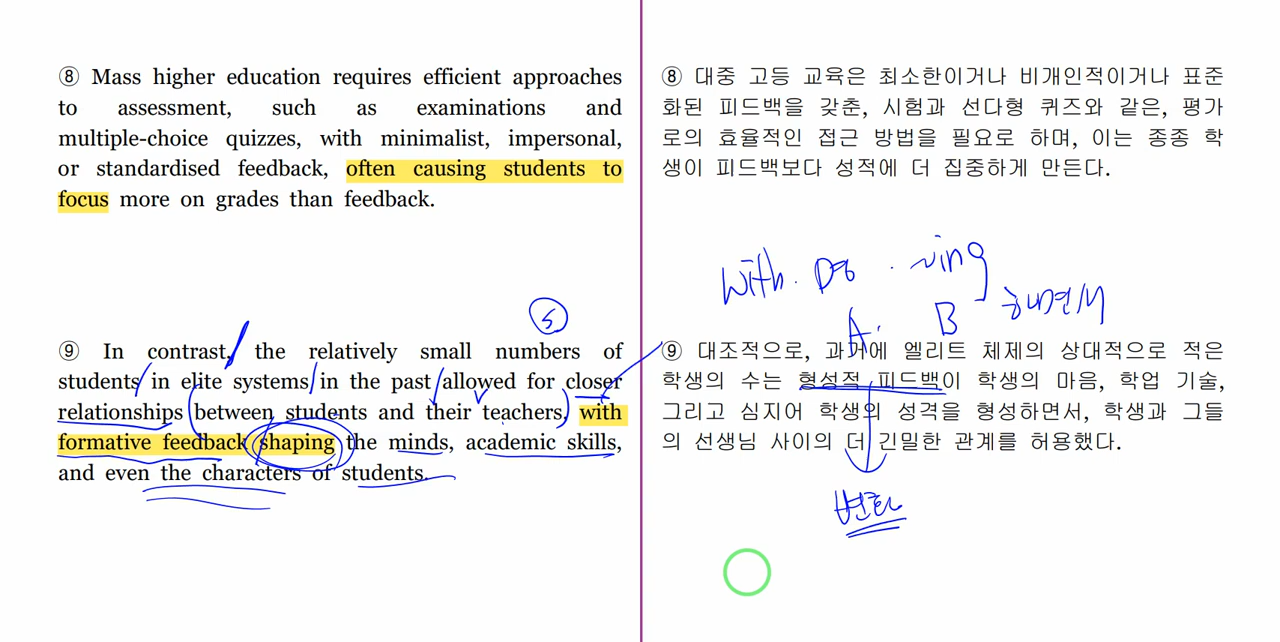 ⑧ Mass higher education requires efficient approaches
to assessment, such as examinations and
multiple-choice quizzes, with minimalist, impersonal,
or standardised feedback, often causing students to
focus more on grades than feedback.
⑨ In contrast, the relatively small numbers of
students in elite systems in the past allowed for closer
relationships (between students and their teachers,) with
formative feedback shaping the minds, academic skills,
and even the characters of students.
⑧ 대중 고등 교육은 최소한이거나 비개인적이거나 표준
화된 피드백을 갖춘, 시험과 선다형 퀴즈와 같은, 평가
로의 효율적인 접근 방법을 필요로 하며, 이는 종종 학
생이 피드백보다 성적에 더 집중하게 만든다.
with
~ing
A
B
하면서
⑨ 대조적으로, 과거에 엘리트 체제의 상대적으로 적은
학생의 수는 형성적 피드백이 학생의 마음, 학업 기술,
그리고 심지어 학생의 성격을 형성하면서, 학생과 그들
의 선생님 사이의 더 긴밀한 관계를 허용했다.